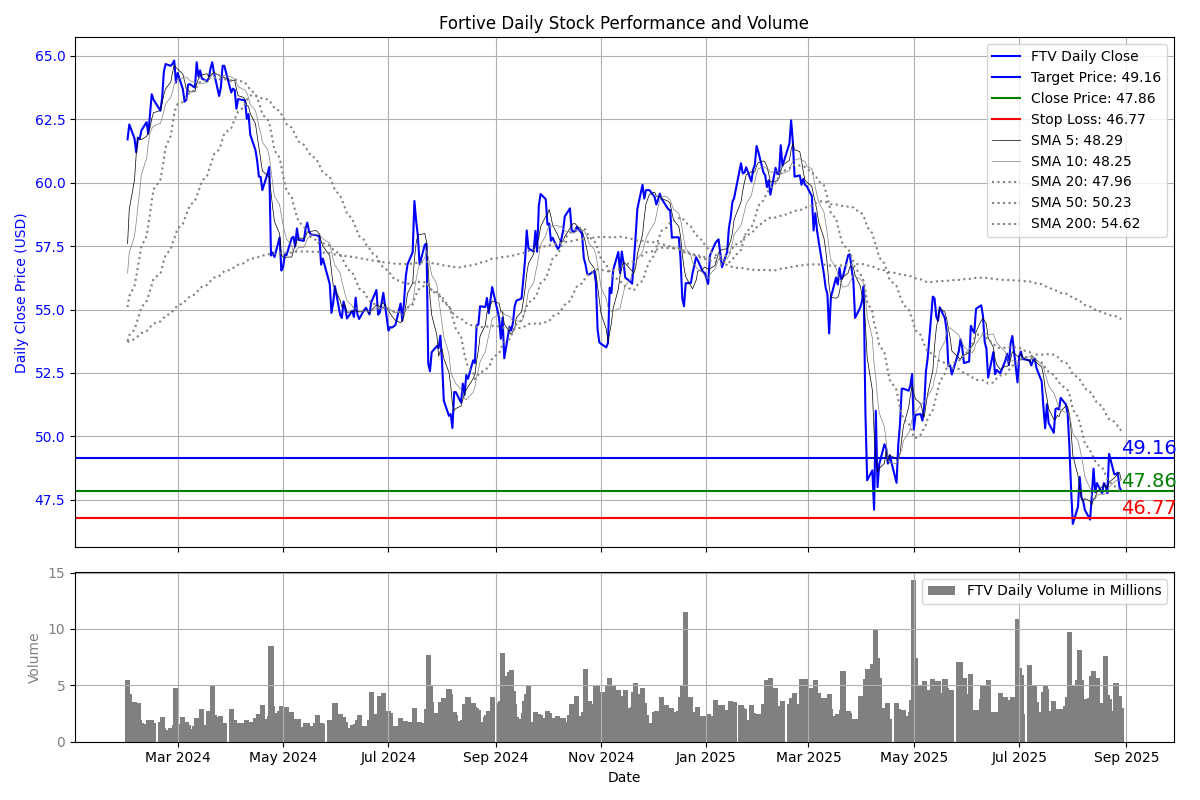 Fortive Daily Stock Performance and Volume
Daily Close Price (USD)
65.0
62.5
60.0
57.5
55.0
52.5
50.0
47.5
FTV Daily Close
Target Price: 49.16
Close Price: 47.86
Stop Loss: 46.77
SMA 5: 48.29
SMA 10: 48.25
SMA 20: 47.96
SMA 50: 50.23
SMA 200: 54.62
49.16
47.86
46.77
Volume
15
10
5
0
FTV Daily Volume in Millions
Mar 2024
May 2024
Jul 2024
Sep 2024
Nov 2024
Jan 2025
Mar 2025
May 2025
Jul 2025
Sep 2025
Date